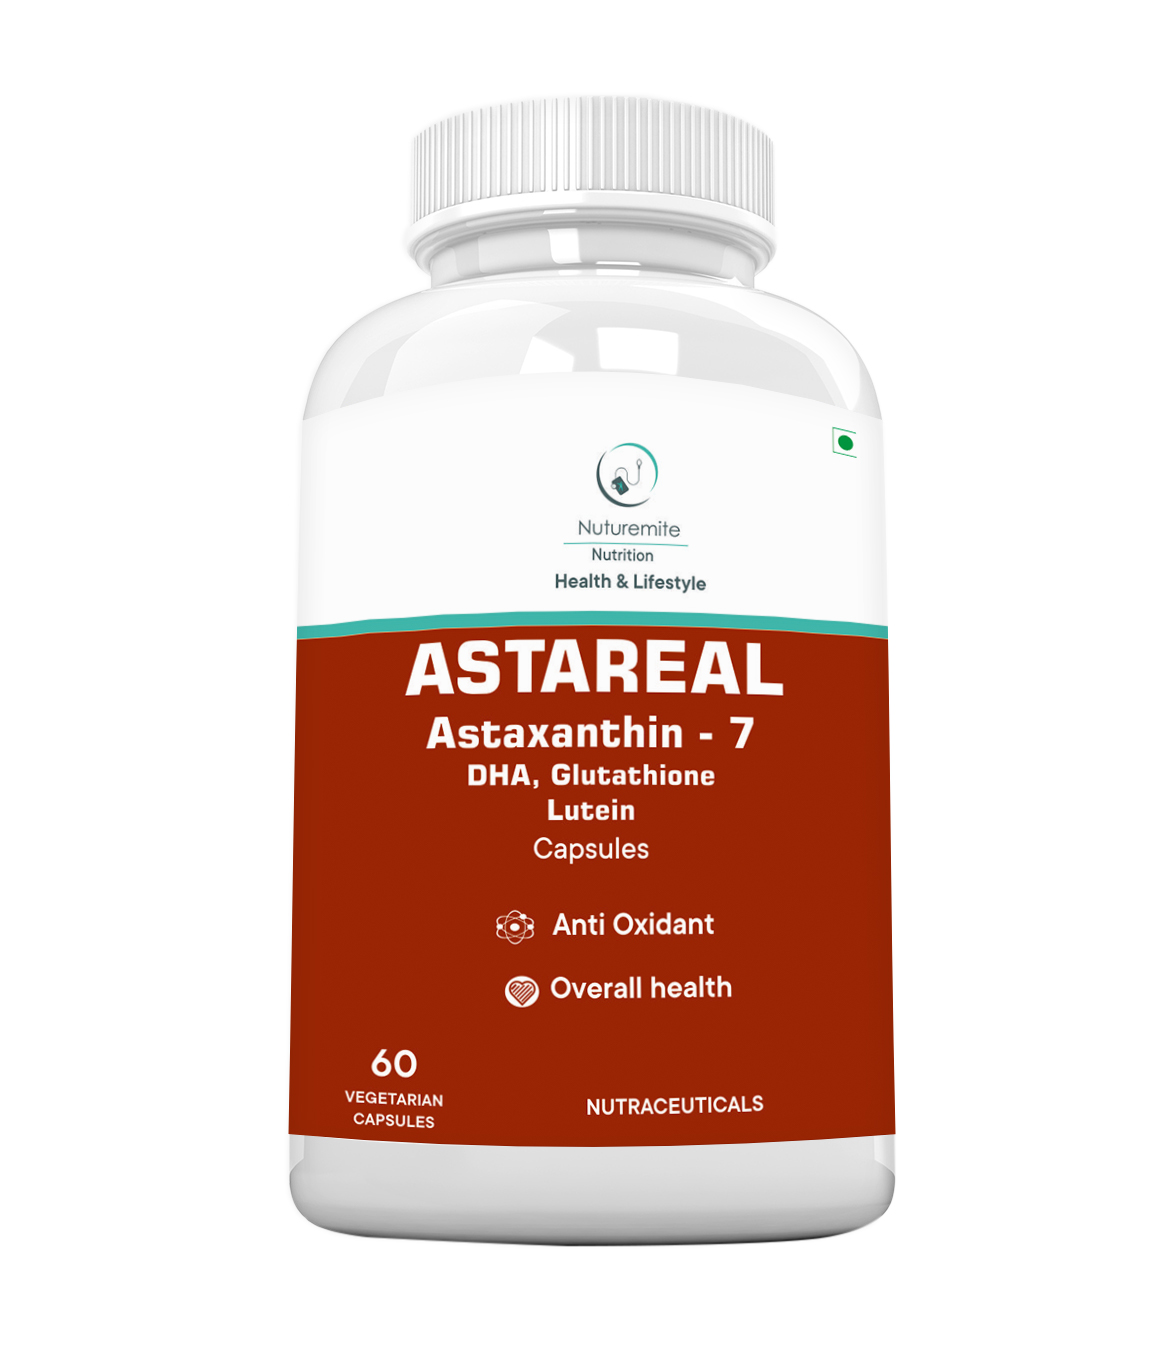 Nuturemite
Nutrition
Health & Lifestyle
ASTAREAL
Astaxanthin - 7
DHA, Glutathione
Lutein
Capsules
Anti Oxidant
Overall health
60
VEGETARIAN
CAPSULES
NUTRACEUTICALS